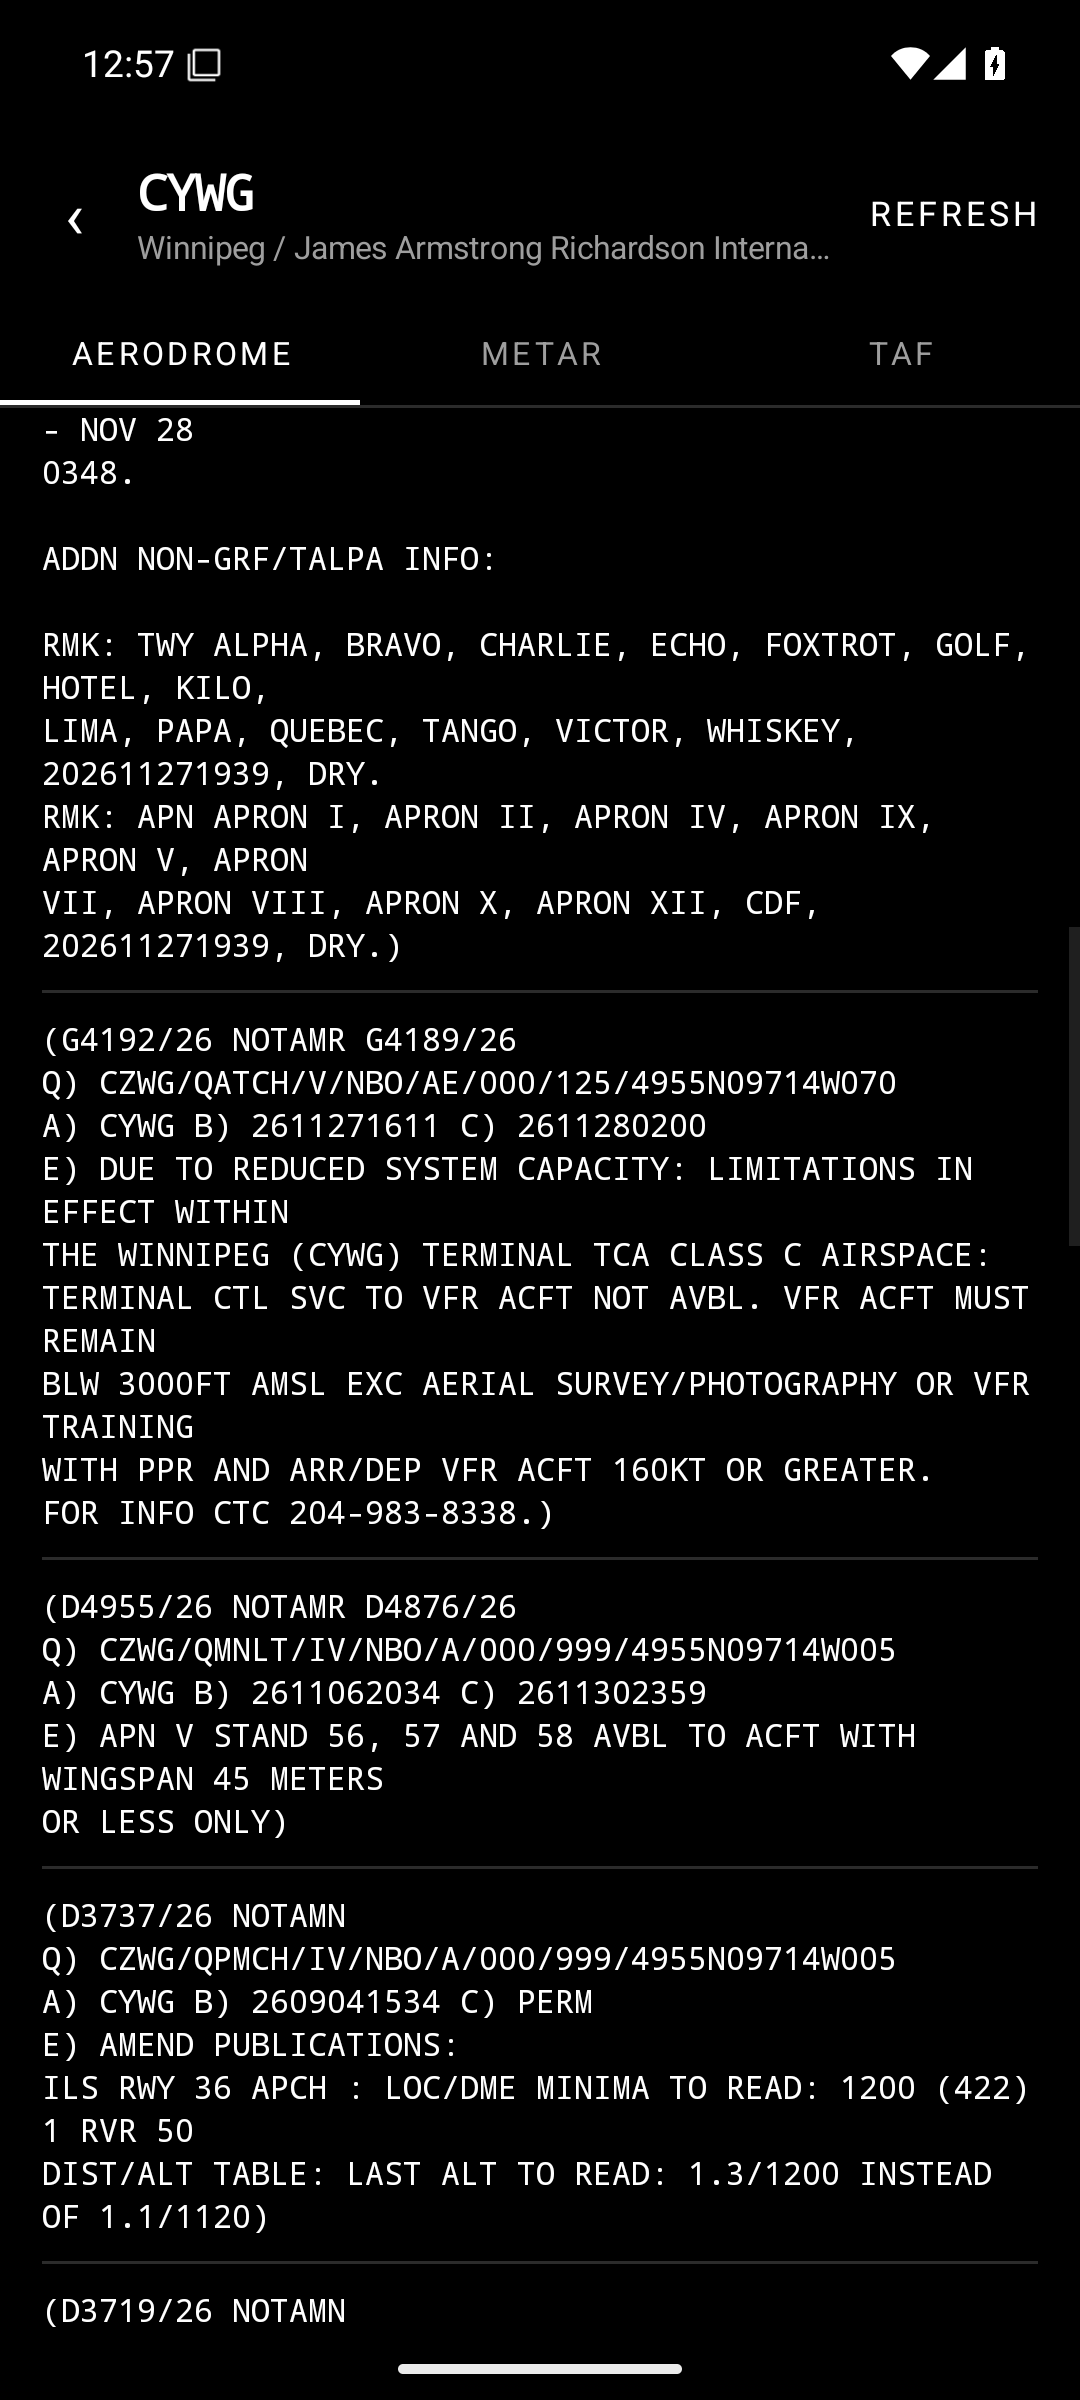 12:57
CYWG
Winnipeg / James Armstrong Richardson Interna…
REFRESH
AERODROME
METAR
TAF
- NOV 28
0348.
ADDN NON-GRF/TALPA INFO:
RMK: TWY ALPHA, BRAVO, CHARLIE, ECHO, FOXTROT, GOLF,
HOTEL, KILO,
LIMA, PAPA, QUEBEC, TANGO, VICTOR, WHISKEY,
202611271939, DRY.
RMK: APN APRON I, APRON II, APRON IV, APRON IX,
APRON V, APRON
VII, APRON VIII, APRON X, APRON XII, CDF,
202611271939, DRY.)
(G4192/26 NOTAMR G4189/26
Q) CZWG/QATCH/V/NBO/AE/000/125/4955N09714W070
A) CYWG B) 2611271611 C) 2611280200
E) DUE TO REDUCED SYSTEM CAPACITY: LIMITATIONS IN
EFFECT WITHIN
THE WINNIPEG (CYWG) TERMINAL TCA CLASS C AIRSPACE:
TERMINAL CTL SVC TO VFR ACFT NOT AVBL. VFR ACFT MUST
REMAIN
BLW 3000FT AMSL EXC AERIAL SURVEY/PHOTOGRAPHY OR VFR
TRAINING
WITH PPR AND ARR/DEP VFR ACFT 160KT OR GREATER.
FOR INFO CTC 204-983-8338.)
(D4955/26 NOTAMR D4876/26
Q) CZWG/QMNLT/IV/NBO/A/000/999/4955N09714W005
A) CYWG B) 2611062034 C) 2611302359
E) APN V STAND 56, 57 AND 58 AVBL TO ACFT WITH
WINGSPAN 45 METERS
OR LESS ONLY)
(D3737/26 NOTAMN
Q) CZWG/QPMCH/IV/NBO/A/000/999/4955N09714W005
A) CYWG B) 2609041534 C) PERM
E) AMEND PUBLICATIONS:
ILS RWY 36 APCH : LOC/DME MINIMA TO READ: 1200 (422)
1 RVR 50
DIST/ALT TABLE: LAST ALT TO READ: 1.3/1200 INSTEAD
OF 1.1/1120)
(D3719/26 NOTAMN